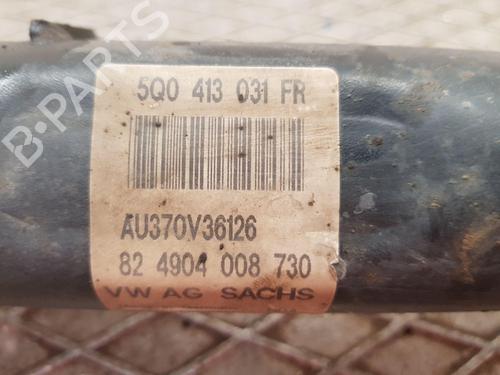 5Q0 413 031 FR
AU370V36126
82 4904 008 730
VW AG SACHS
B-PARTS